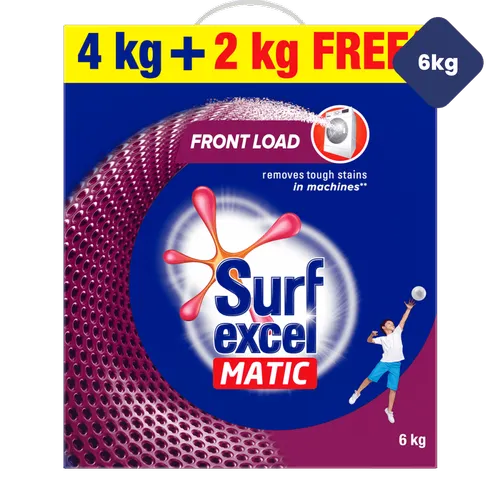 4 kg + 2 kg FREE*
6kg
FRONT LOAD
removes tough stains
in machines**
Surf
excel
MATIC
6 kg